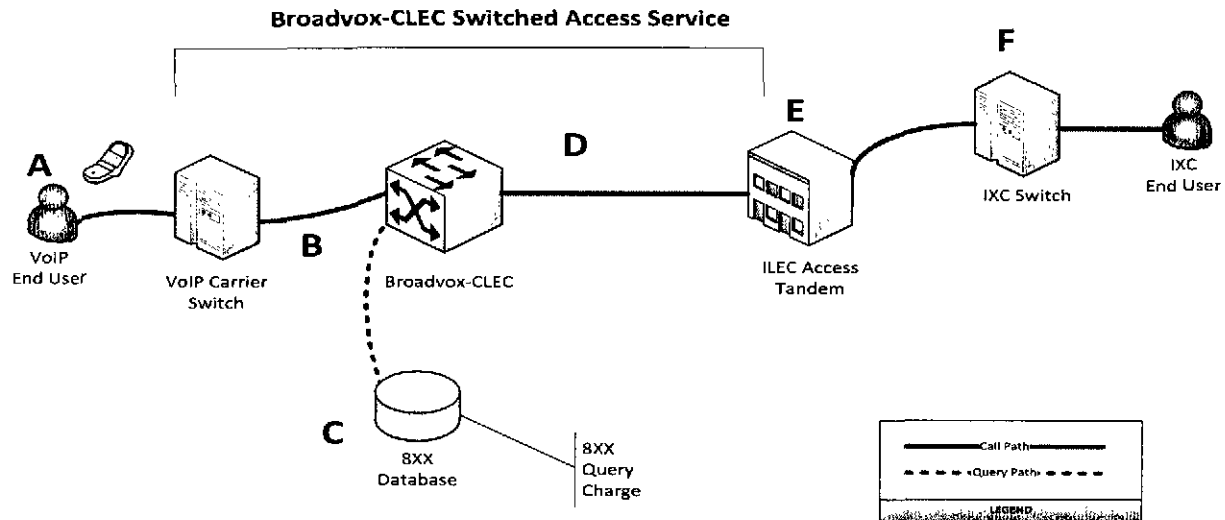 Broadvox-CLEC Switched Access Service
A
B
C
D
E
F
VoIP
End User
VoIP Carrier
Switch
Broadvox-CLEC
ILEC Access
Tandem
IXC Switch
IXC
End User
8XX
Database
8XX
Query
Charge
Call Path
Query Path
LEGEND